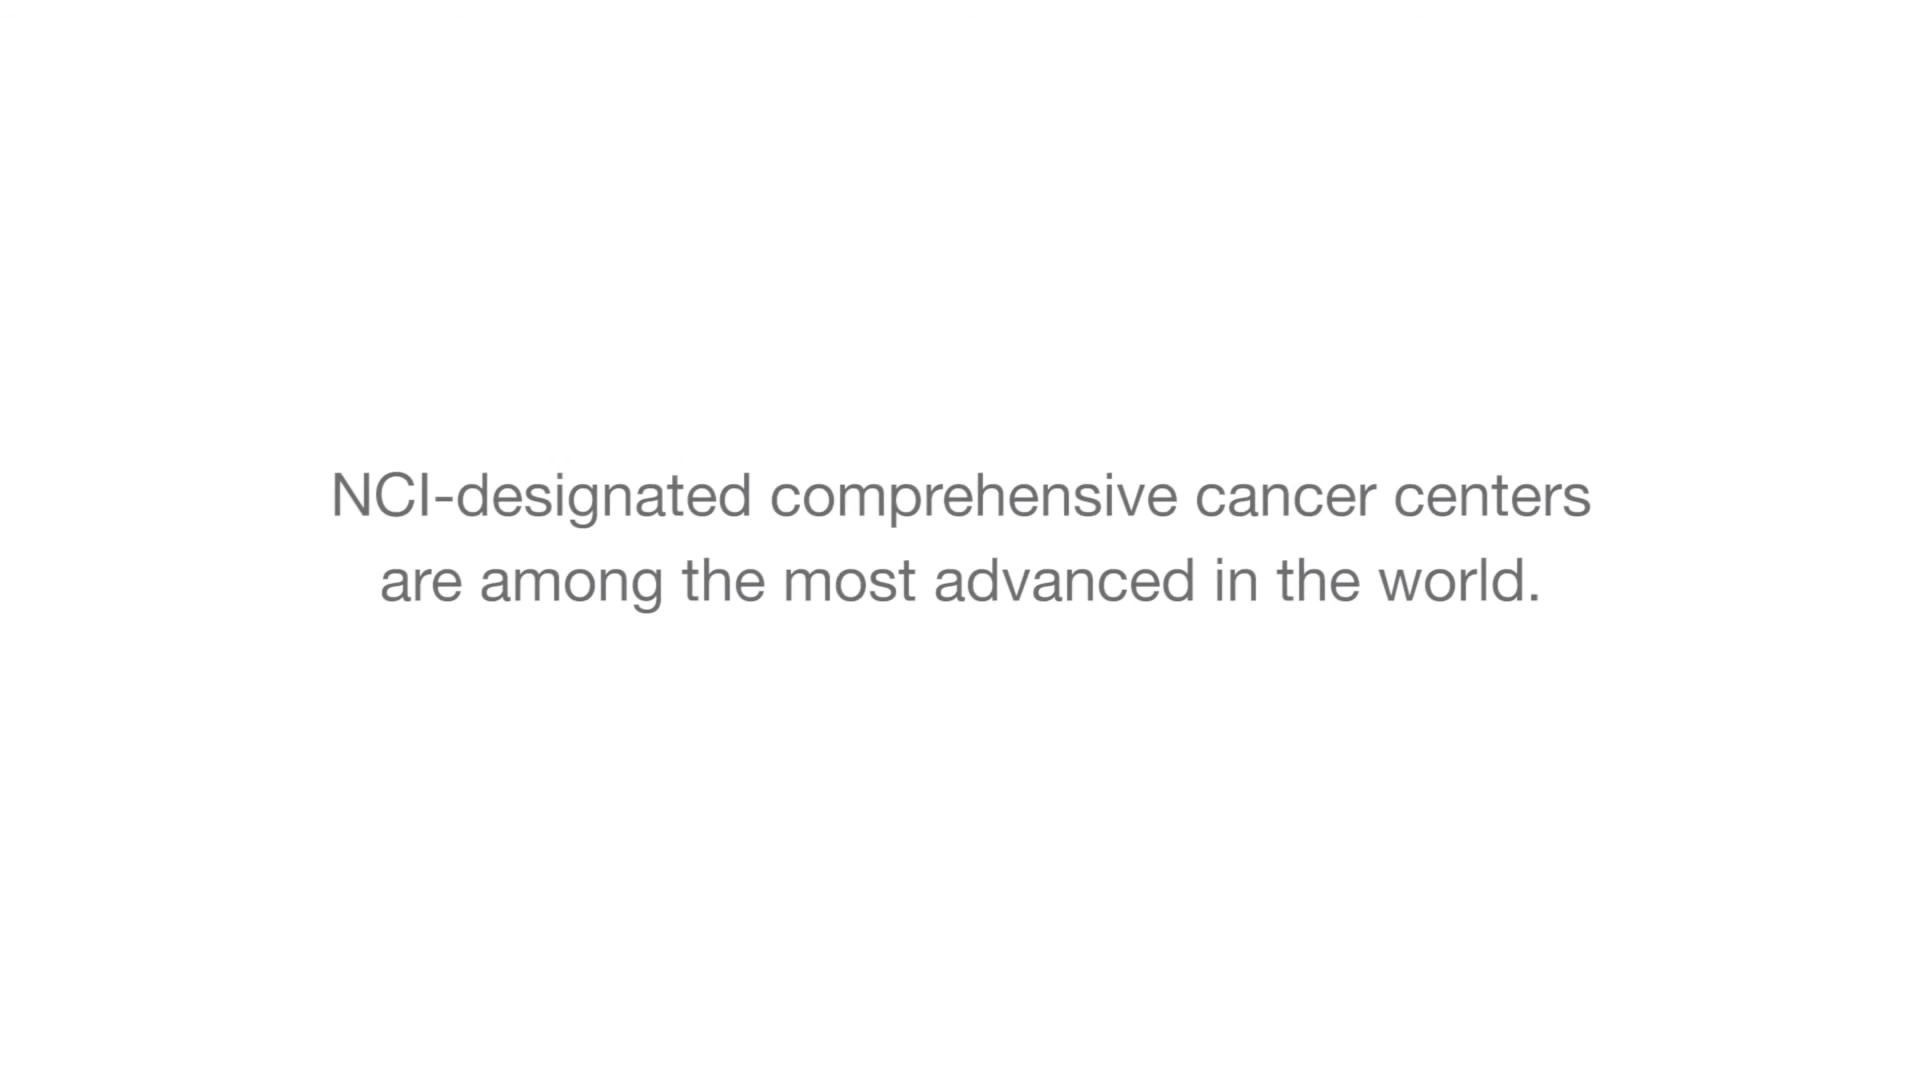 NCI-designated comprehensive cancer centers
are among the most advanced in the world.